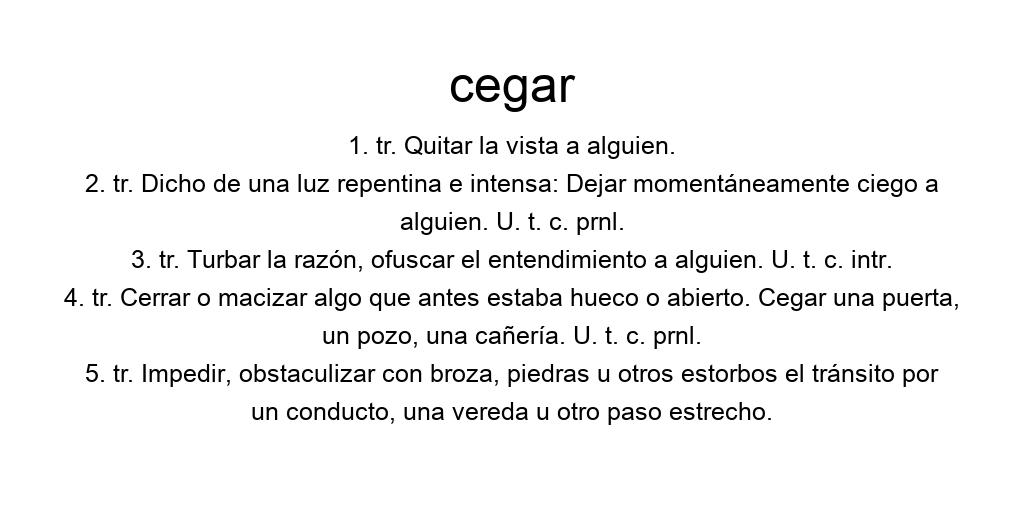 cegar
1. tr. Quitar la vista a alguien.
2. tr. Dicho de una luz repentina e intensa: Dejar momentáneamente ciego a
alguien. U. t. c. prnl.
3. tr. Turbar la razón, ofuscar el entendimiento a alguien. U. t. c. intr.
4. tr. Cerrar o macizar algo que antes estaba hueco o abierto. Cegar una puerta,
un pozo, una cañería. U. t. c. prnl.
5. tr. Impedir, obstaculizar con broza, piedras u otros estorbos el tránsito por
un conducto, una vereda u otro paso estrecho.